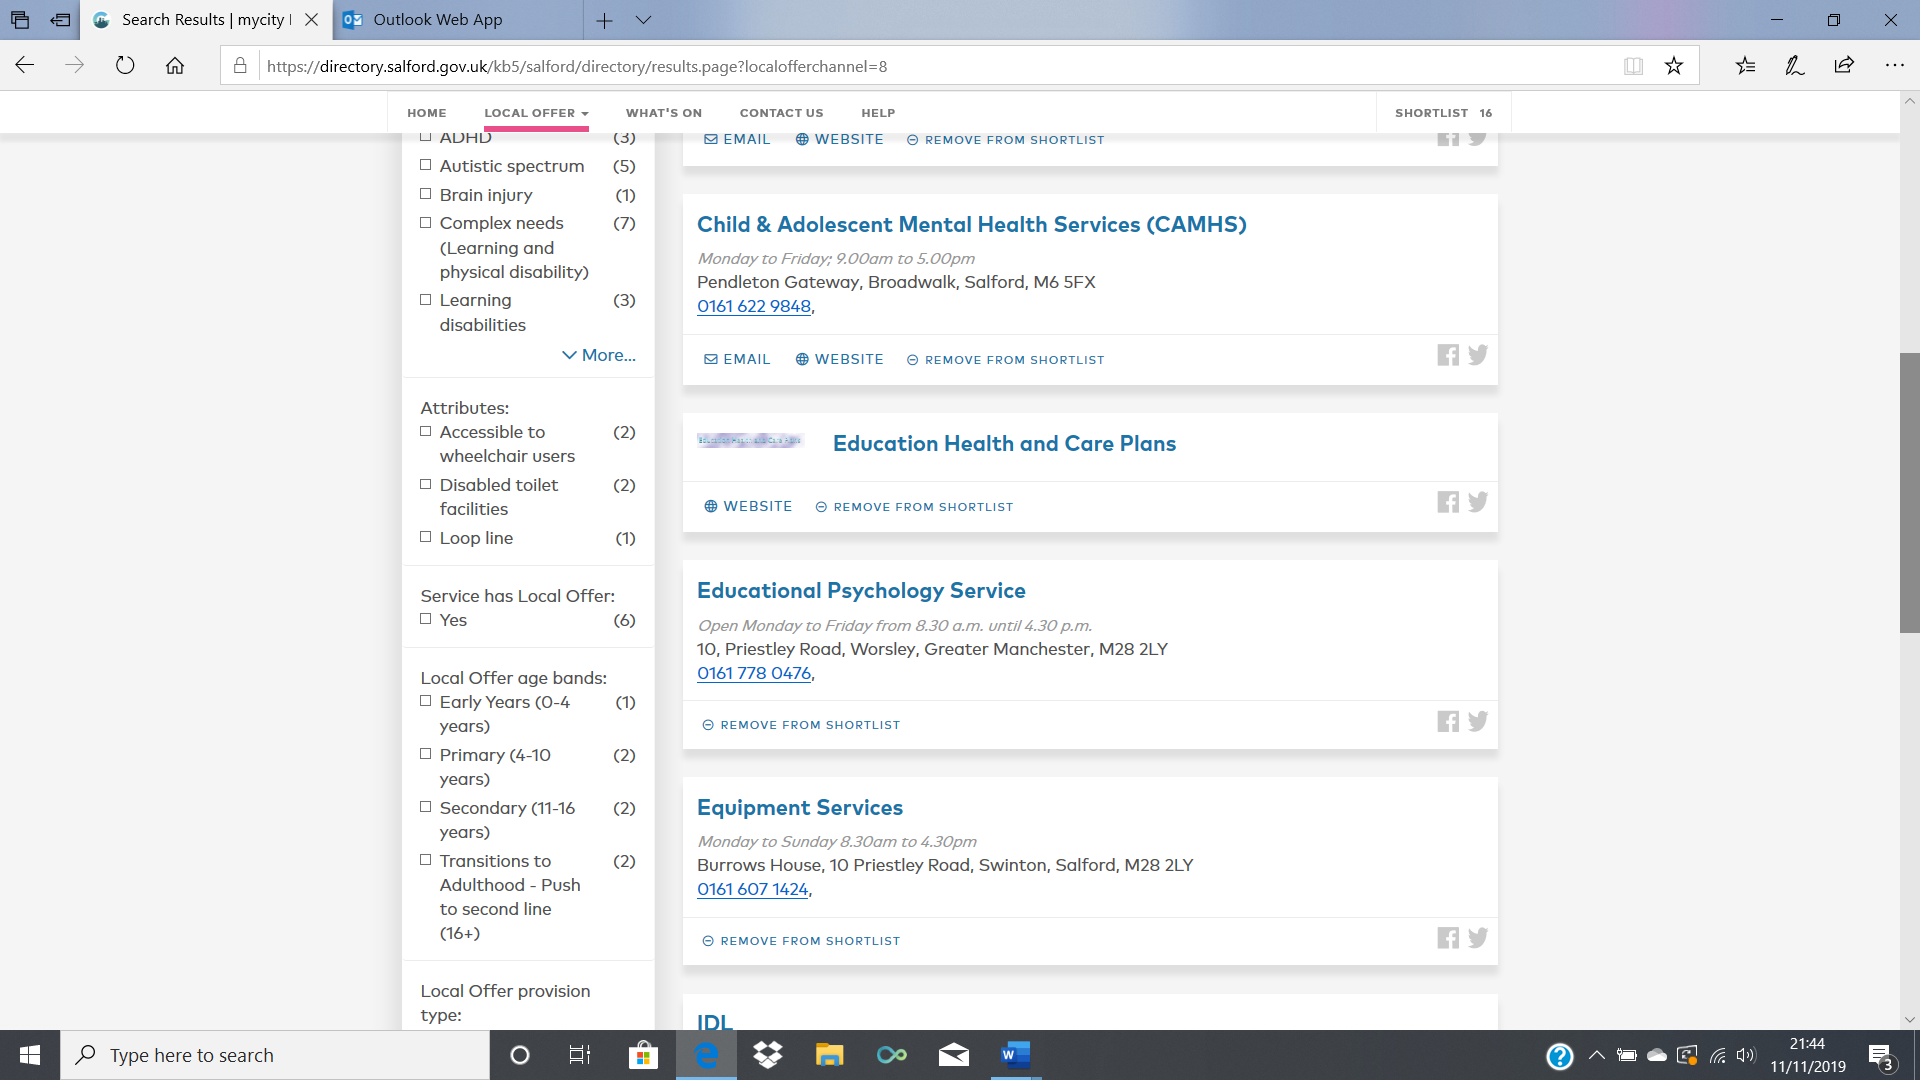 Search Results | mycity
Outlook Web App
https://directory.salford.gov.uk/kb5/salford/directory/results.page?localofferchannel=8
HOME LOCAL OFFER WHAT'S ON CONTACT US HELP SHORTLIST 16
ADHD (3)
Autistic spectrum (5)
Brain injury (1)
Complex needs (7)
(Learning and
physical disability)
Learning (3)
disabilities
More...
Attributes:
Accessible to (2)
wheelchair users
Disabled toilet (2)
facilities
Loop line (1)
Service has Local Offer:
Yes (6)
Local Offer age bands:
Early Years (0-4 (1)
years)
Primary (4-10 (2)
years)
Secondary (11-16 (2)
years)
Transitions to (2)
Adulthood - Push
to second line
(16+)
Local Offer provision
type:
EMAIL WEBSITE REMOVE FROM SHORTLIST
Child & Adolescent Mental Health Services (CAMHS)
Monday to Friday; 9.00am to 5.00pm
Pendleton Gateway, Broadwalk, Salford, M6 5FX
0161 622 9848,
EMAIL WEBSITE REMOVE FROM SHORTLIST
Education Health and Care Plans
Education Health and Care Plans
WEBSITE REMOVE FROM SHORTLIST
Educational Psychology Service
Open Monday to Friday from 8.30 a.m. until 4.30 p.m.
10, Priestley Road, Worsley, Greater Manchester, M28 2LY
0161 778 0476,
REMOVE FROM SHORTLIST
Equipment Services
Monday to Sunday 8.30am to 4.30pm
Burrows House, 10 Priestley Road, Swinton, Salford, M28 2LY
0161 607 1424,
REMOVE FROM SHORTLIST
IDL
Type here to search
21:44
11/11/2019
3